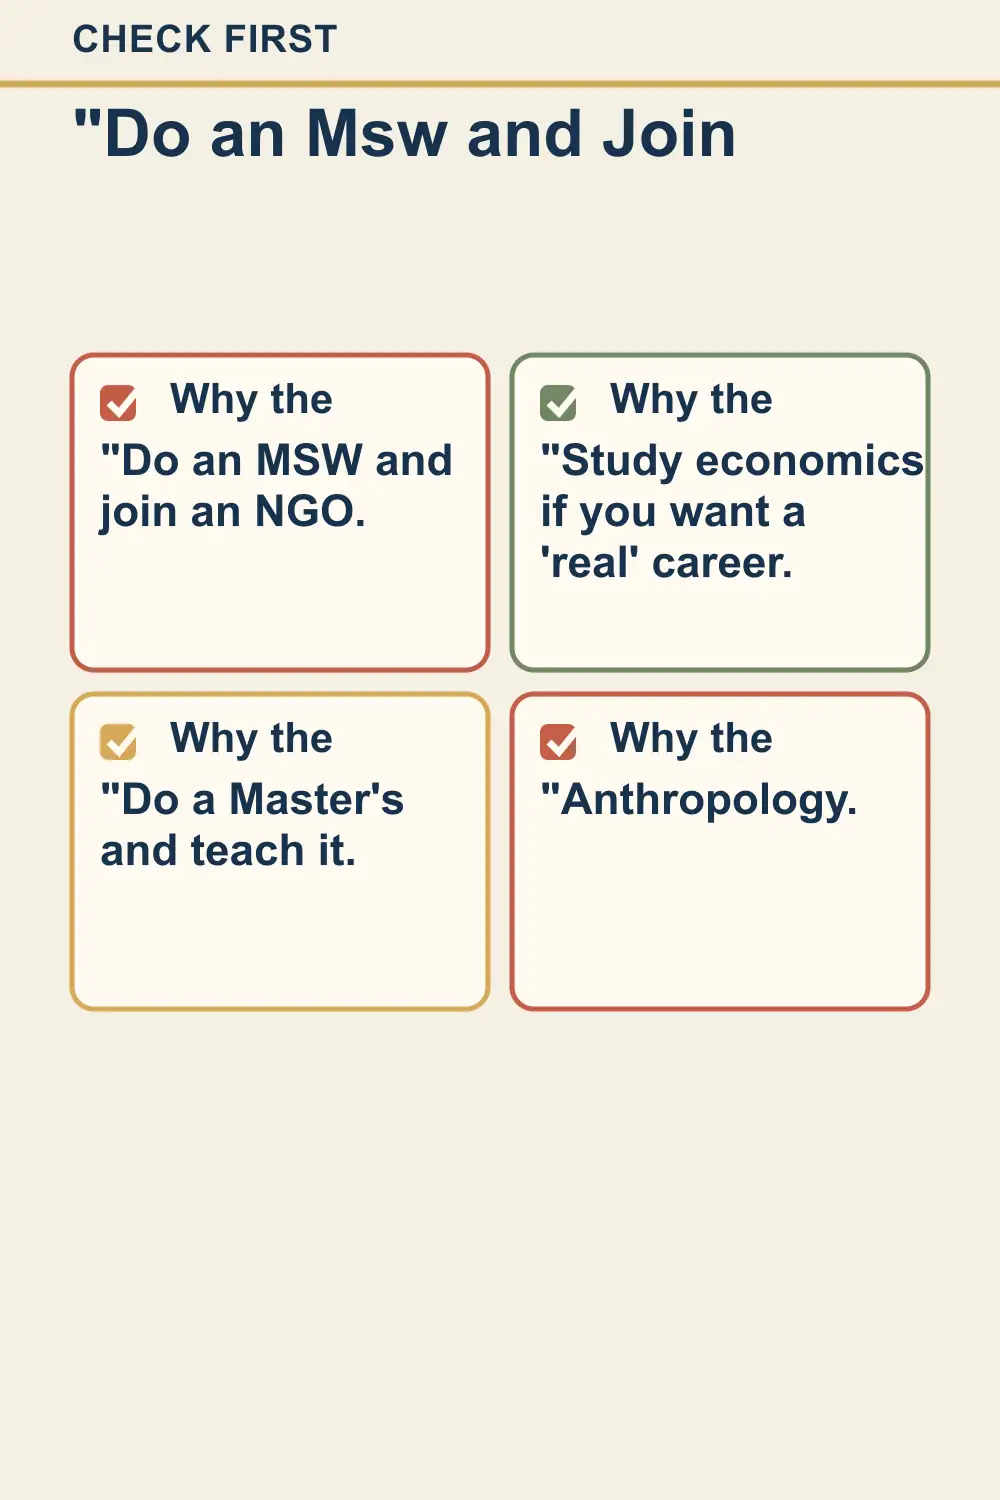 CHECK FIRST
"Do an Msw and Join
Why the
"Do an MSW and
join an NGO.
Why the
"Study economics
if you want a
'real' career.
Why the
"Do a Master's
and teach it.
Why the
"Anthropology.